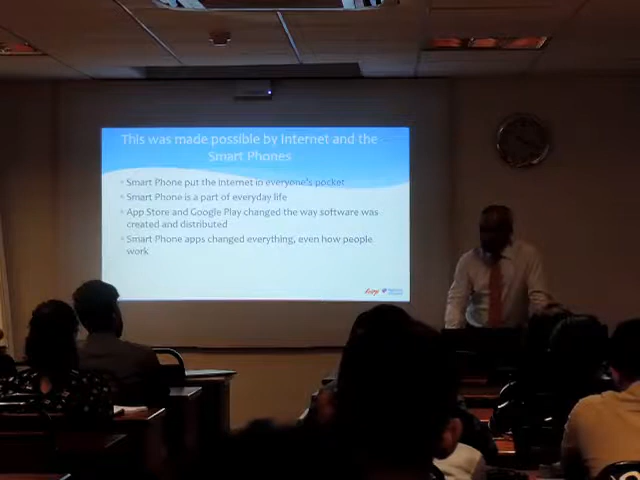 This was made possible by Internet and the
Smart Phones
• Smart Phone put the internet in everyone's pocket
• Smart Phone is a part of everyday life
• App Store and Google Play changed the way software was
created and distributed
• Smart Phone apps changed everything, even how people
work